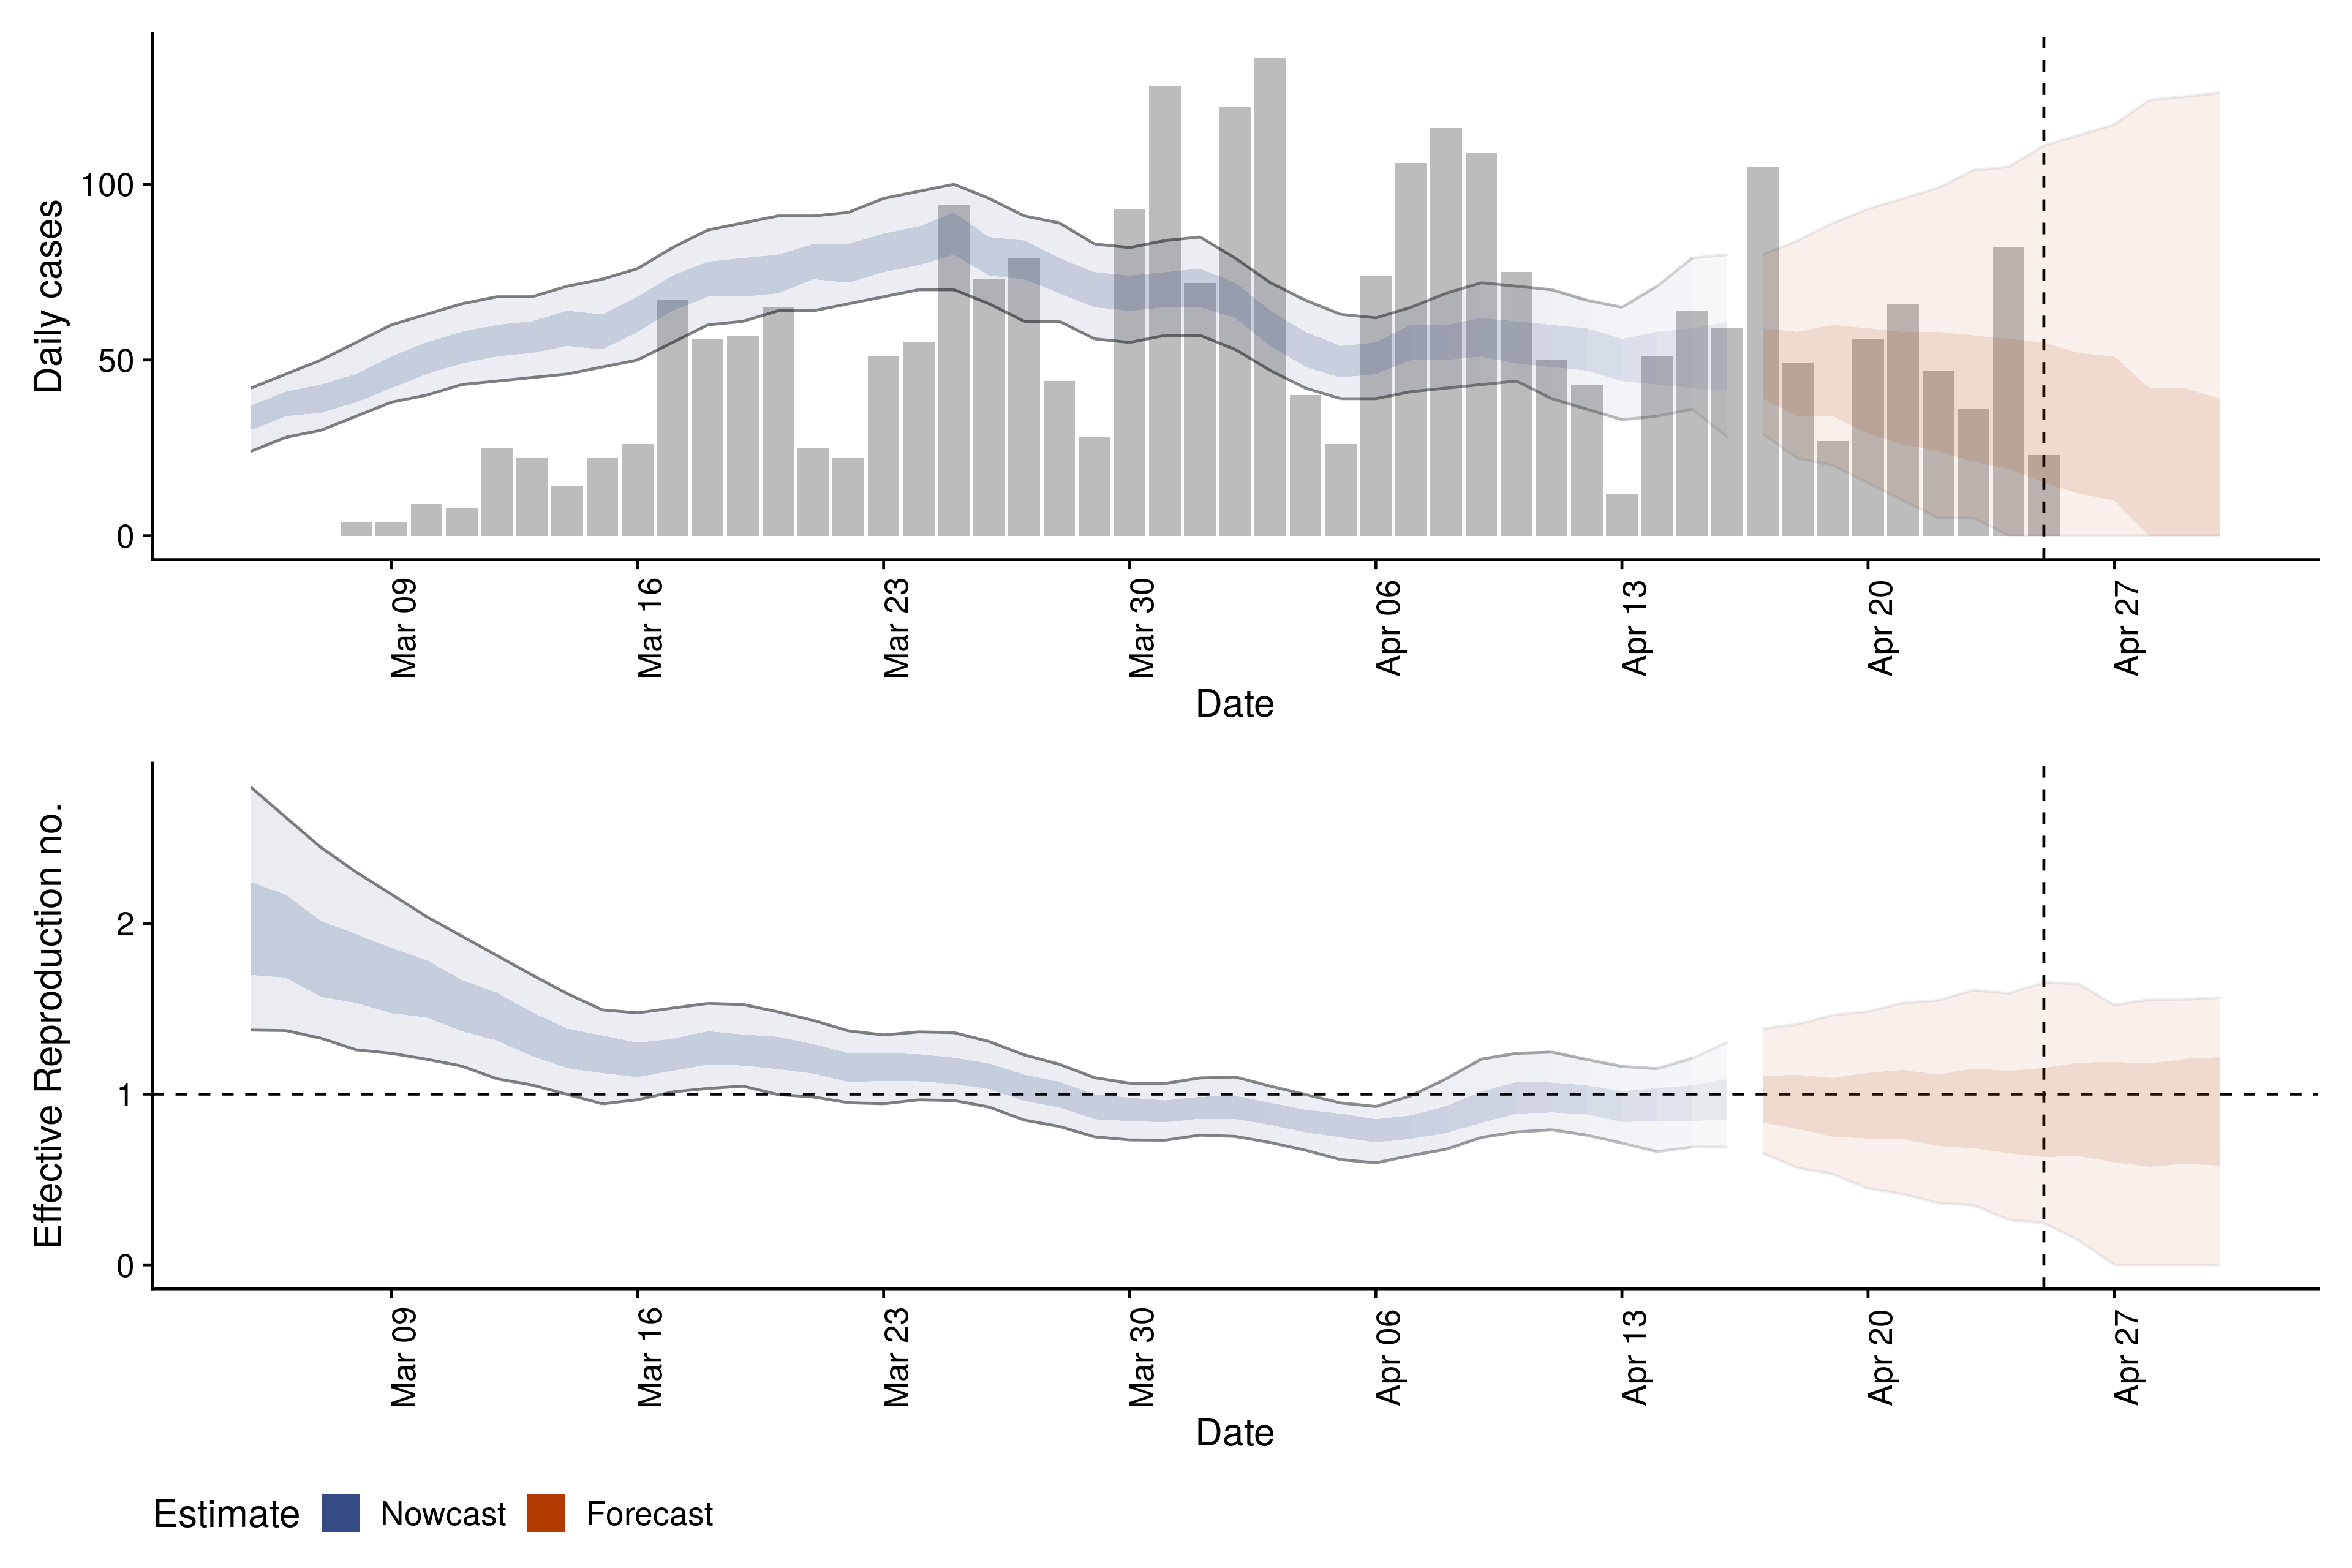 Daily cases
100
50
0
Mar 09
Mar 16
Mar 23
Mar 30
Apr 06
Apr 13
Apr 20
Apr 27
Date
Effective Reproduction no.
2
1
0
Mar 09
Mar 16
Mar 23
Mar 30
Apr 06
Apr 13
Apr 20
Apr 27
Date
Estimate Nowcast Forecast